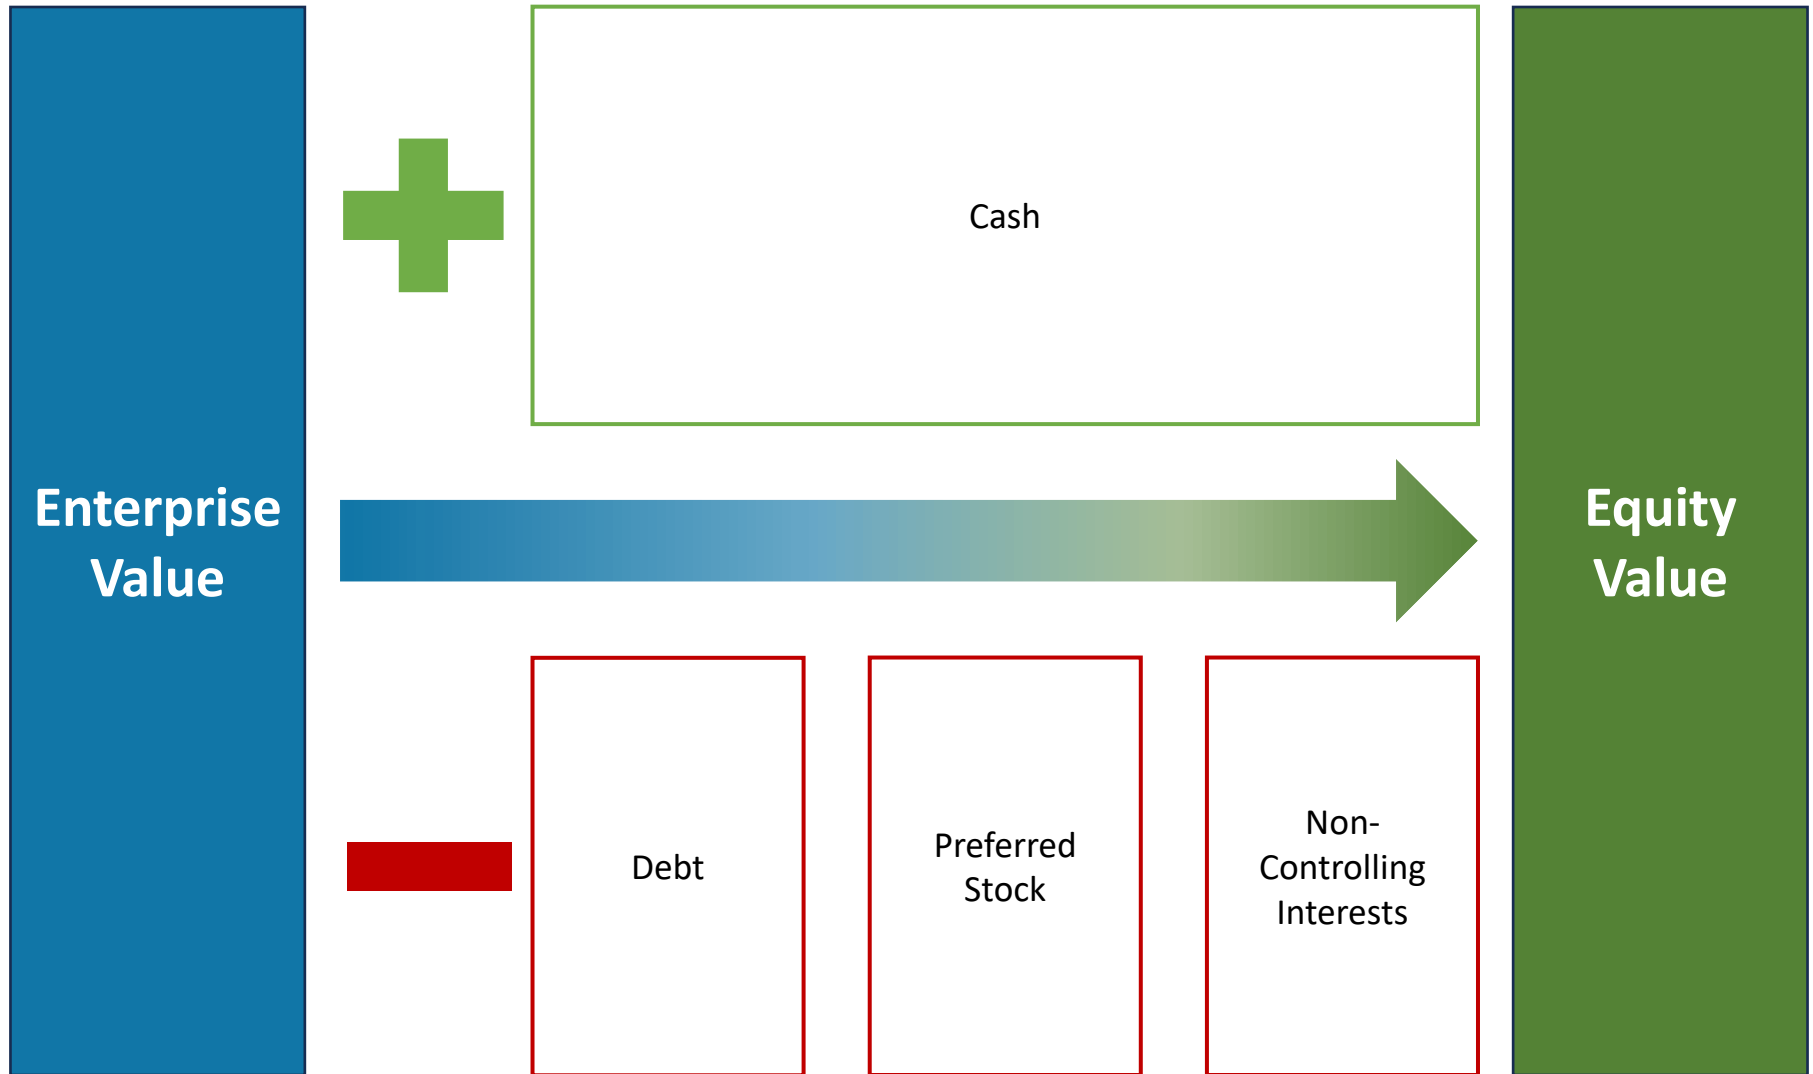 Enterprise
Value
Cash
Debt
Preferred
Stock
Non-
Controlling
Interests
Equity
Value